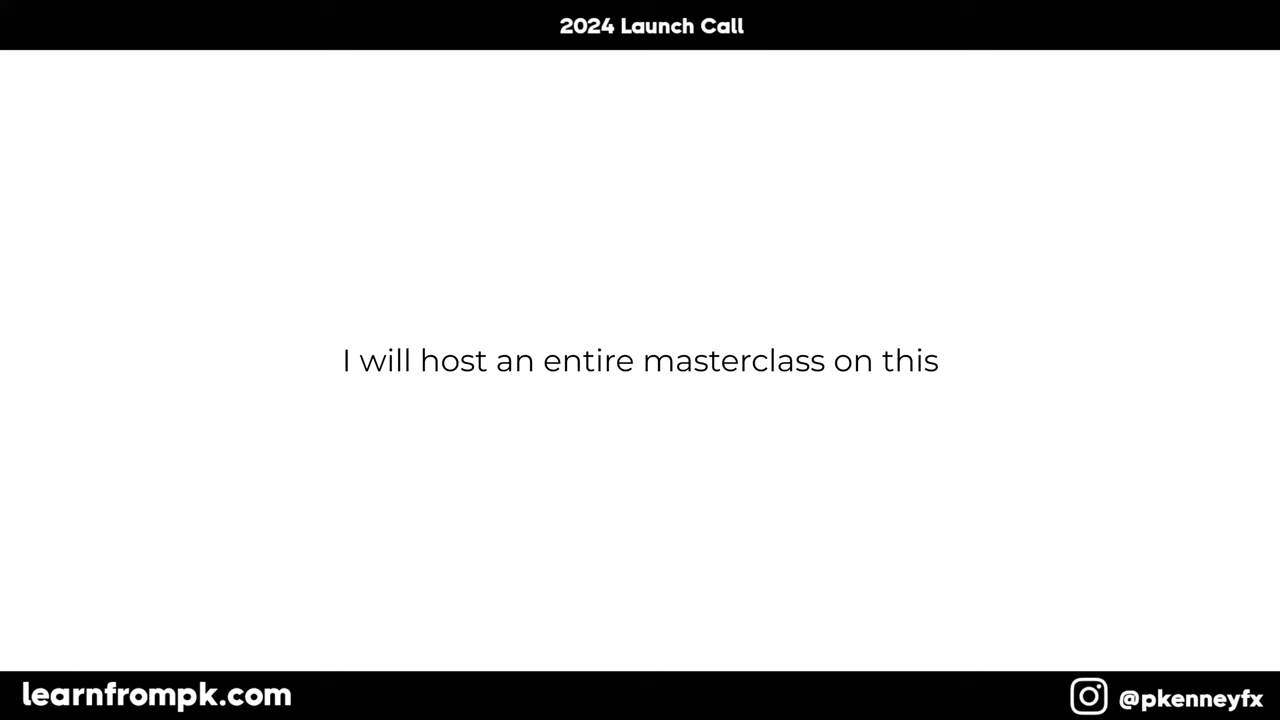 2024 Launch Call
I will host an entire masterclass on this
learnfrompk.com
@pkenneyfx